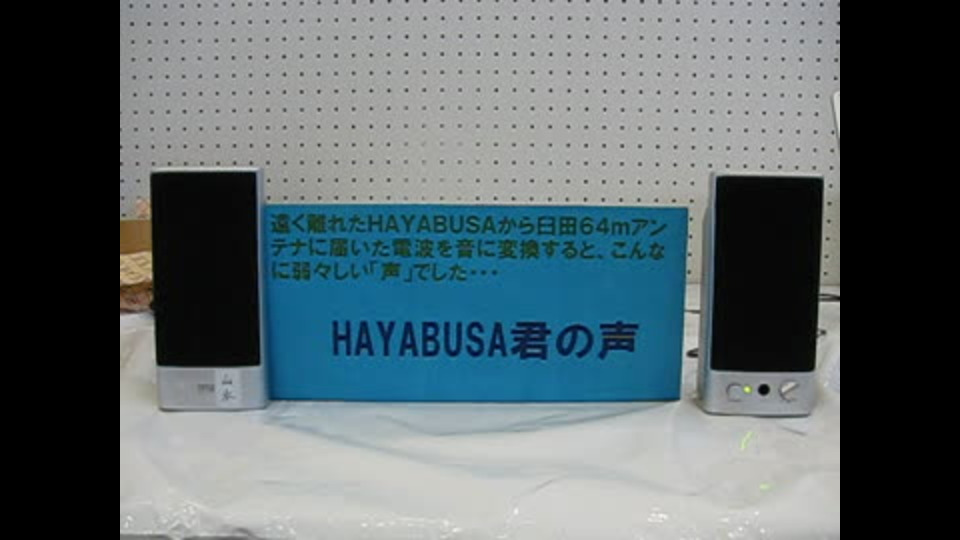 遠く離れたHAYABUSAから臼田64mアン
テナに届いた電波を音に変換すると、こんな
に弱々しい「声」でした・・・
HAYABUSA君の声